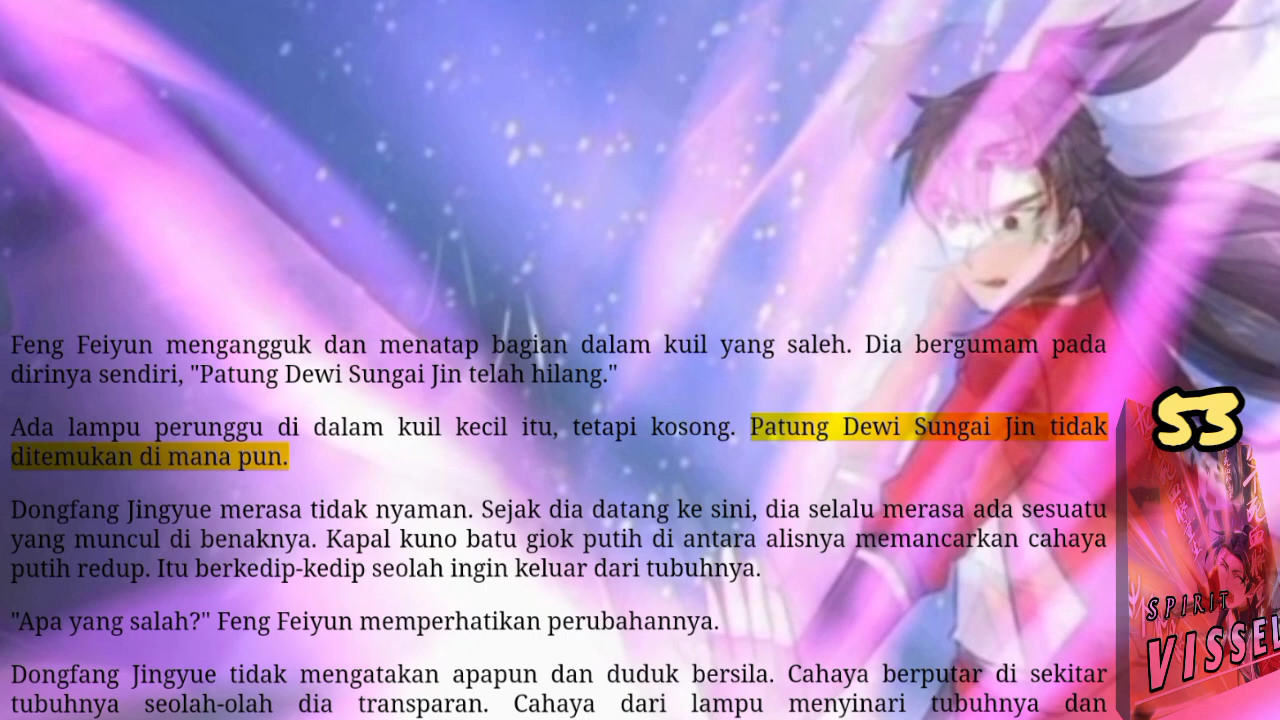 Feng Feiyun mengangguk dan menatap bagian dalam kuil yang saleh. Dia bergumam pada
dirinya sendiri, "Patung Dewi Sungai Jin telah hilang."
Ada lampu perunggu di dalam kuil kecil itu, tetapi kosong. Patung Dewi Sungai Jin tidak
ditemukan di mana pun.
Dongfang Jingyue merasa tidak nyaman. Sejak dia datang ke sini, dia selalu merasa ada sesuatu
yang muncul di benaknya. Kapal kuno batu giok putih di antara alisnya memancarkan cahaya
putih redup. Itu berkedip-kedip seolah ingin keluar dari tubuhnya.
"Apa yang salah?" Feng Feiyun memperhatikan perubahannya.
Dongfang Jingyue tidak mengatakan apapun dan duduk bersila. Cahaya berputar di sekitar
tubuhnya seolah-olah dia transparan. Cahaya dari lampu menyinari tubuhnya dan
53
SPIRIT
VISSEL